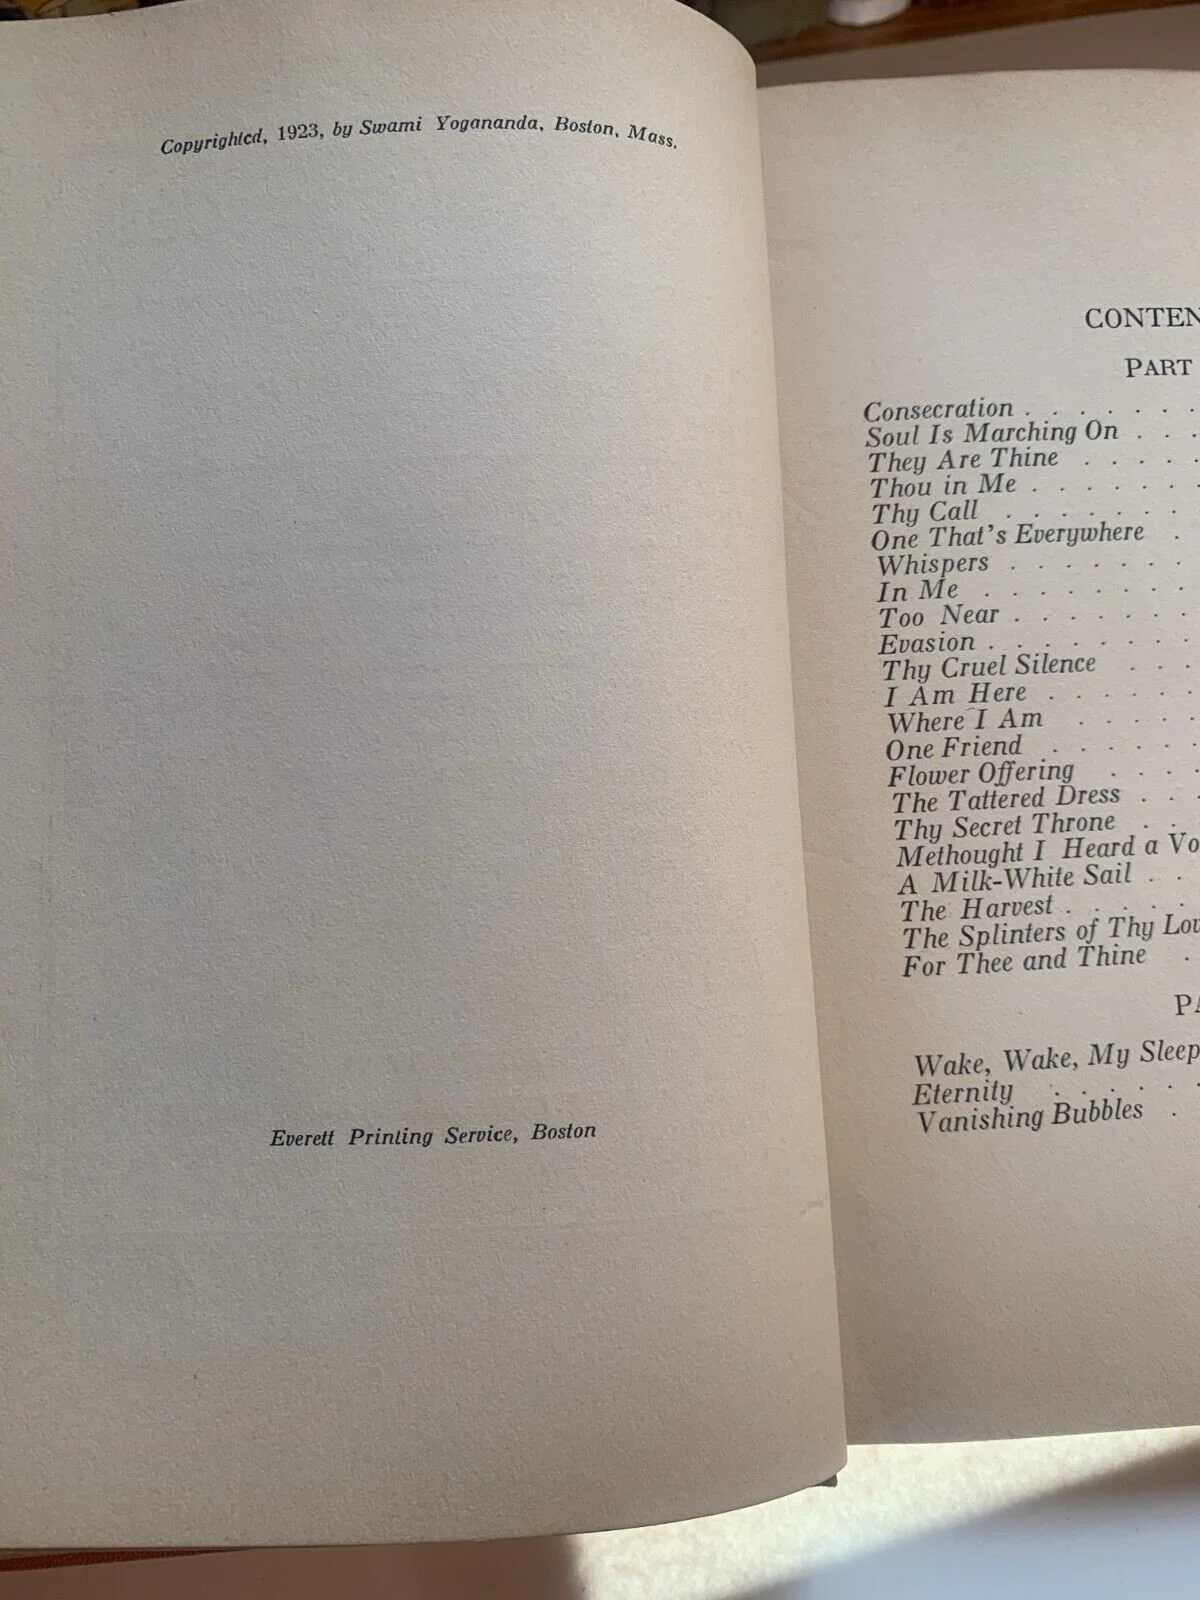 Copyrighted, 1923, by Swami Yogananda, Boston, Mass.
Everett Printing Service, Boston
CONTEN
PART
Consecration . . . . . . .
Soul Is Marching On . . .
They Are Thine . . . . .
Thou in Me . . . . . . .
Thy Call . . . . . . .
One That's Everywhere .
Whispers . . . . . . .
In Me . . . . . . . .
Too Near . . . . . . .
Evasion . . . . . . . .
Thy Cruel Silence . . .
I Am Here . . . . . .
Where I Am . . . . .
One Friend . . . . . .
Flower Offering . . . .
The Tattered Dress . . .
Thy Secret Throne . .
Methought I Heard a Vo
A Milk-White Sail . .
The Harvest . . . . .
The Splinters of Thy Lov
For Thee and Thine .
PA
Wake, Wake, My Sleep
Eternity . . . . . .
Vanishing Bubbles .